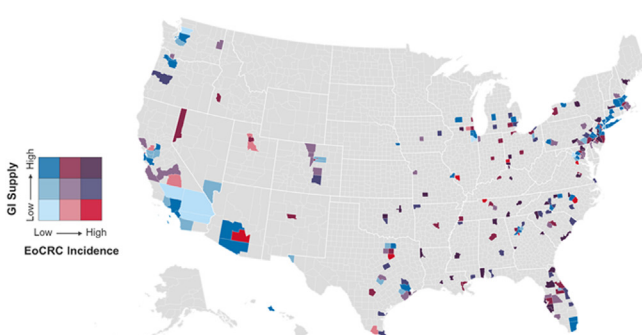 GI Supply
Low → High
Low → High
EoCRC Incidence